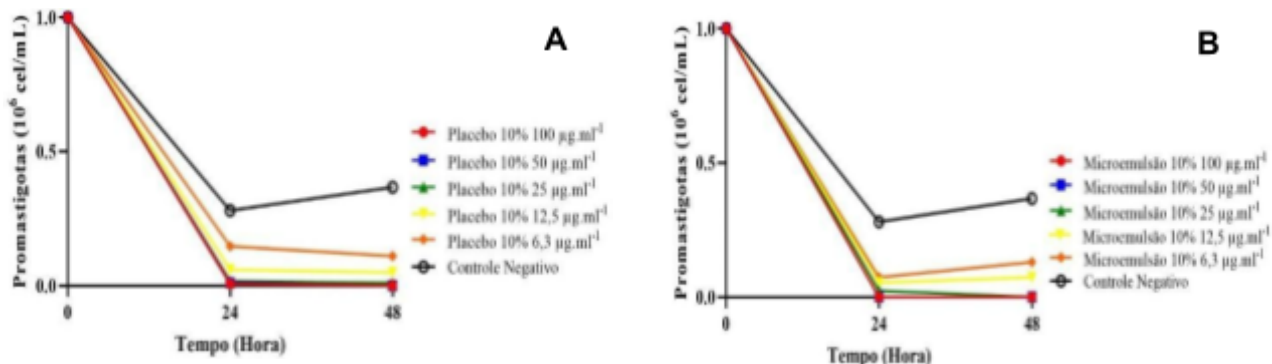 A
Promastigotas (10⁶ cel/mL)
1.0
0.5
0.0
0
24
48
Tempo (Hora)
Placebo 10% 100 µg.ml⁻¹
Placebo 10% 50 µg.ml⁻¹
Placebo 10% 25 µg.ml⁻¹
Placebo 10% 12,5 µg.ml⁻¹
Placebo 10% 6,3 µg.ml⁻¹
Controle Negativo
B
Promastigotas (10⁶ cel/mL)
1.0
0.5
0.0
0
24
48
Tempo (Hora)
Microemulsão 10% 100 µg.ml⁻¹
Microemulsão 10% 50 µg.ml⁻¹
Microemulsão 10% 25 µg.ml⁻¹
Microemulsão 10% 12,5 µg.ml⁻¹
Microemulsão 10% 6,3 µg.ml⁻¹
Controle Negativo